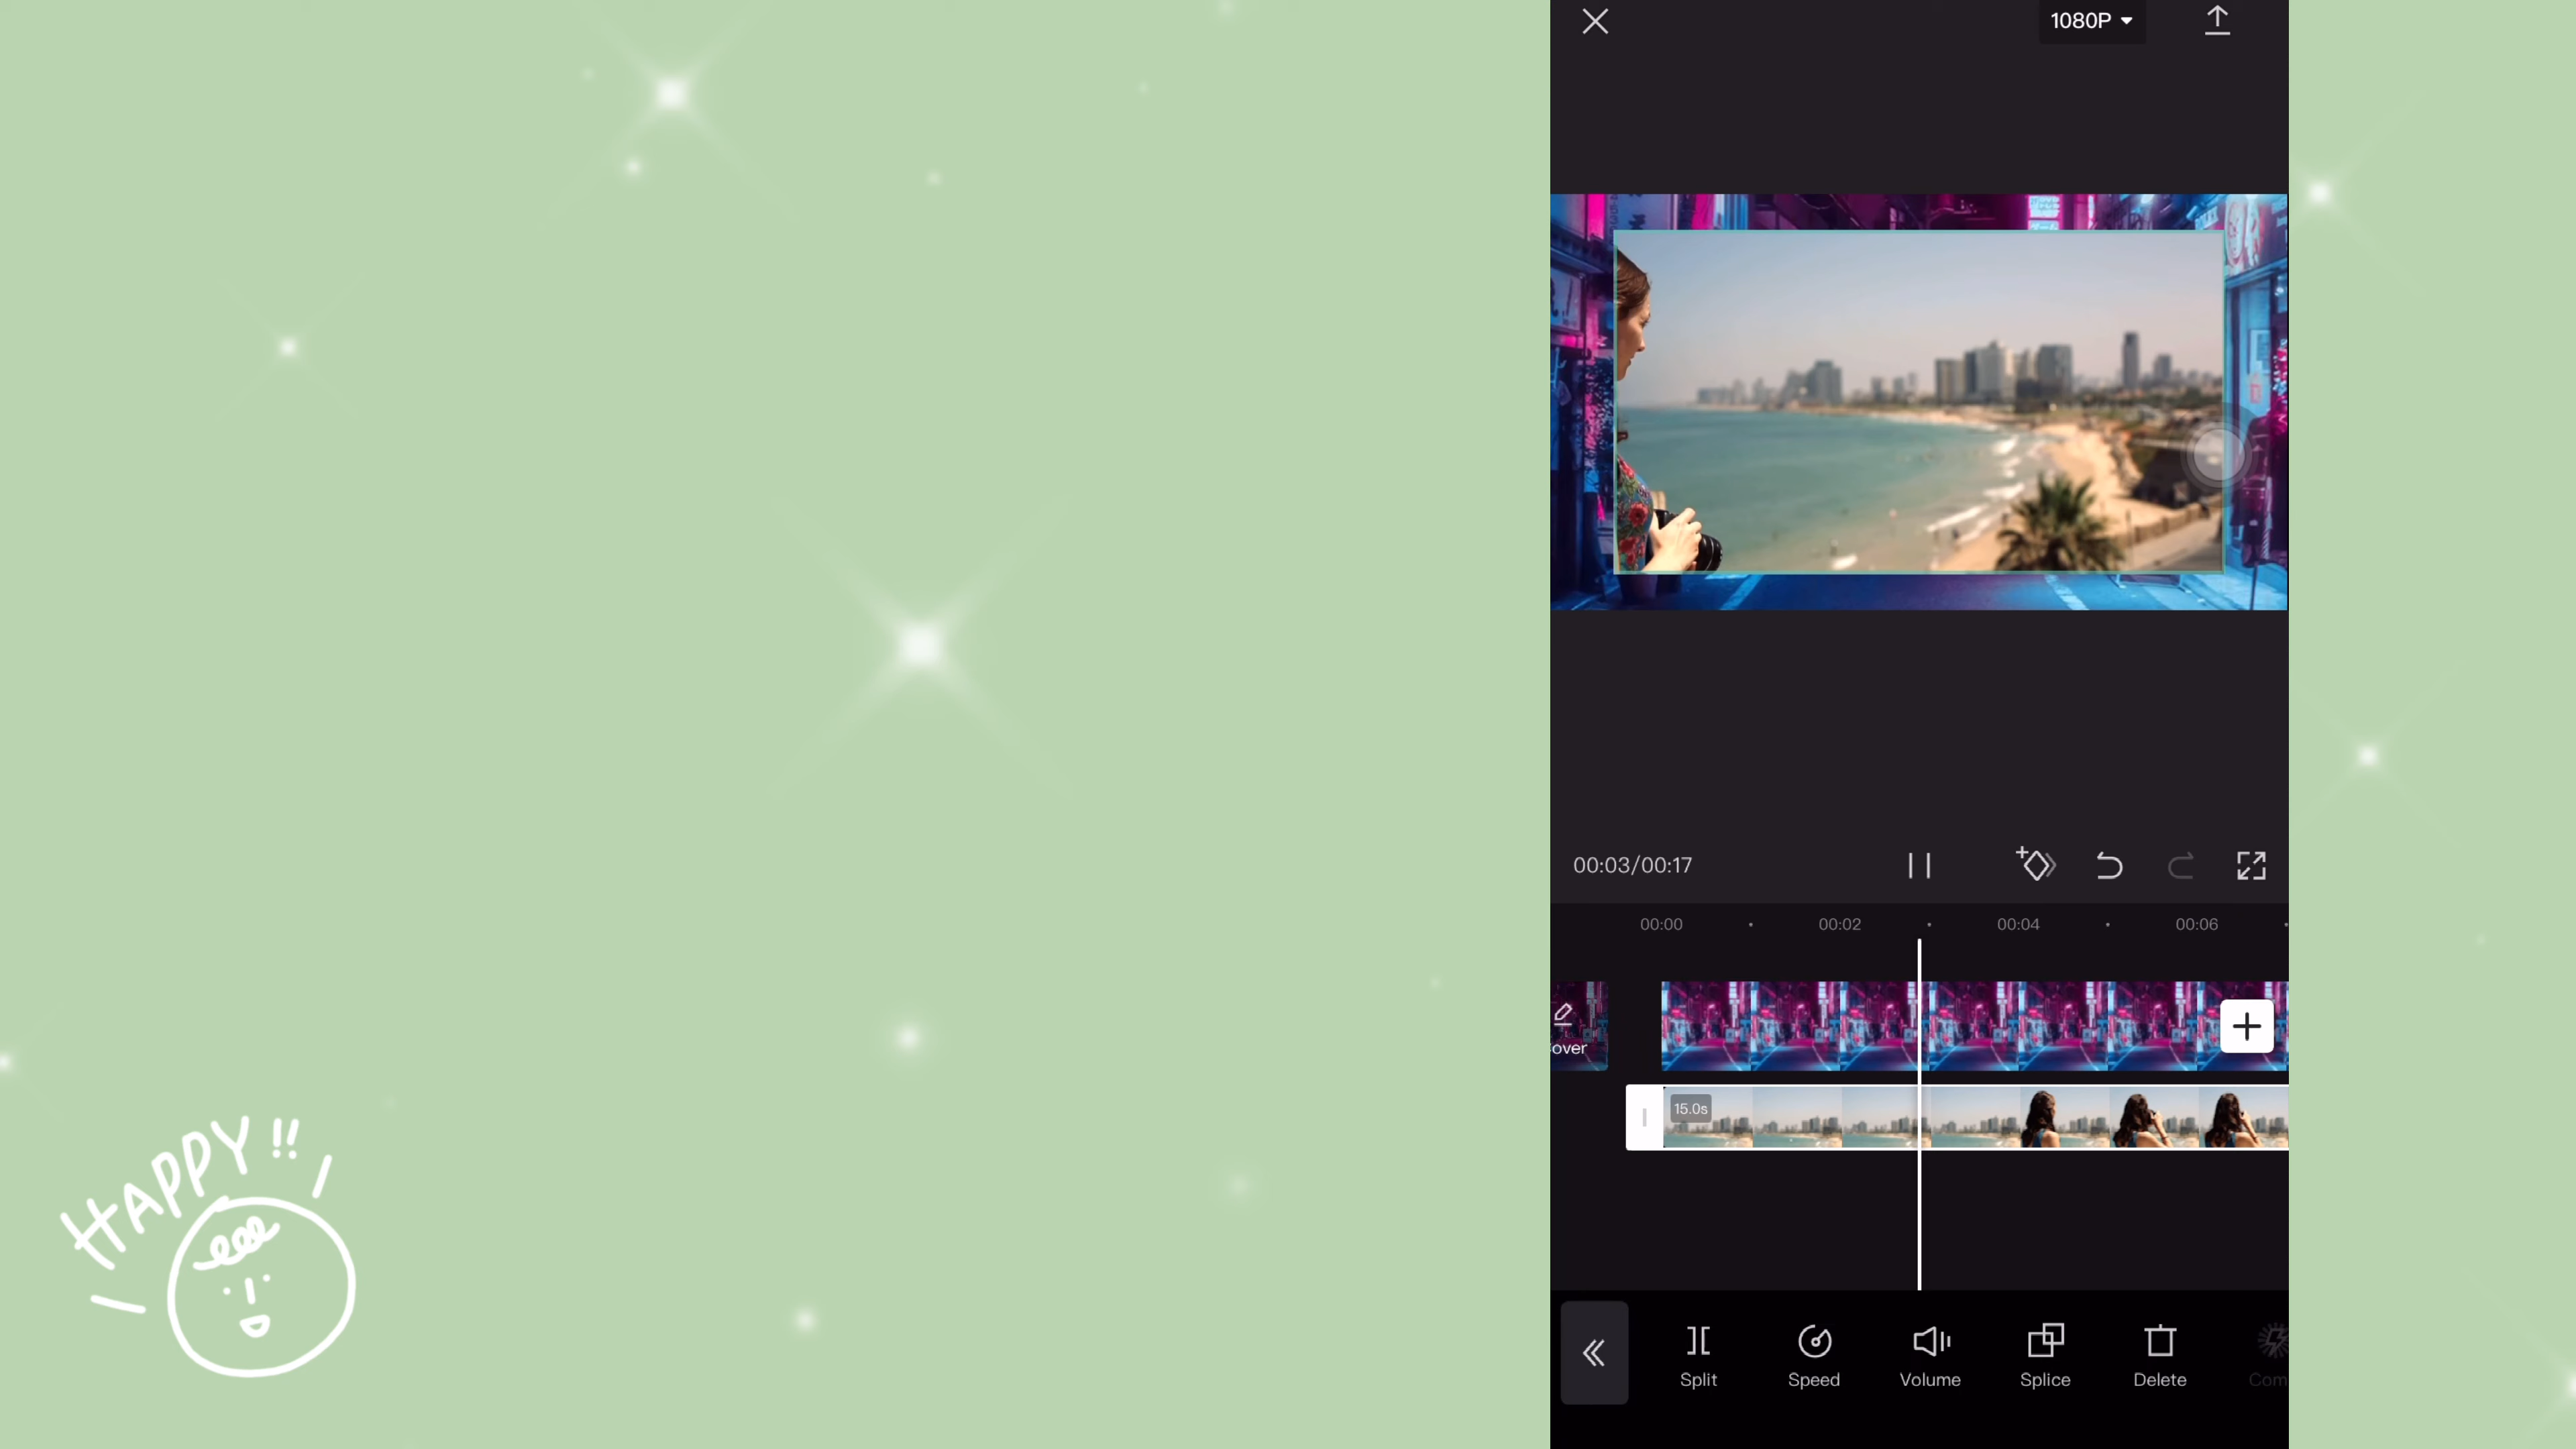 1080P
00:03/00:17
00:00 00:02 00:04 00:06
over
15.0s
HAPPY!!
Split Speed Volume Splice Delete Com